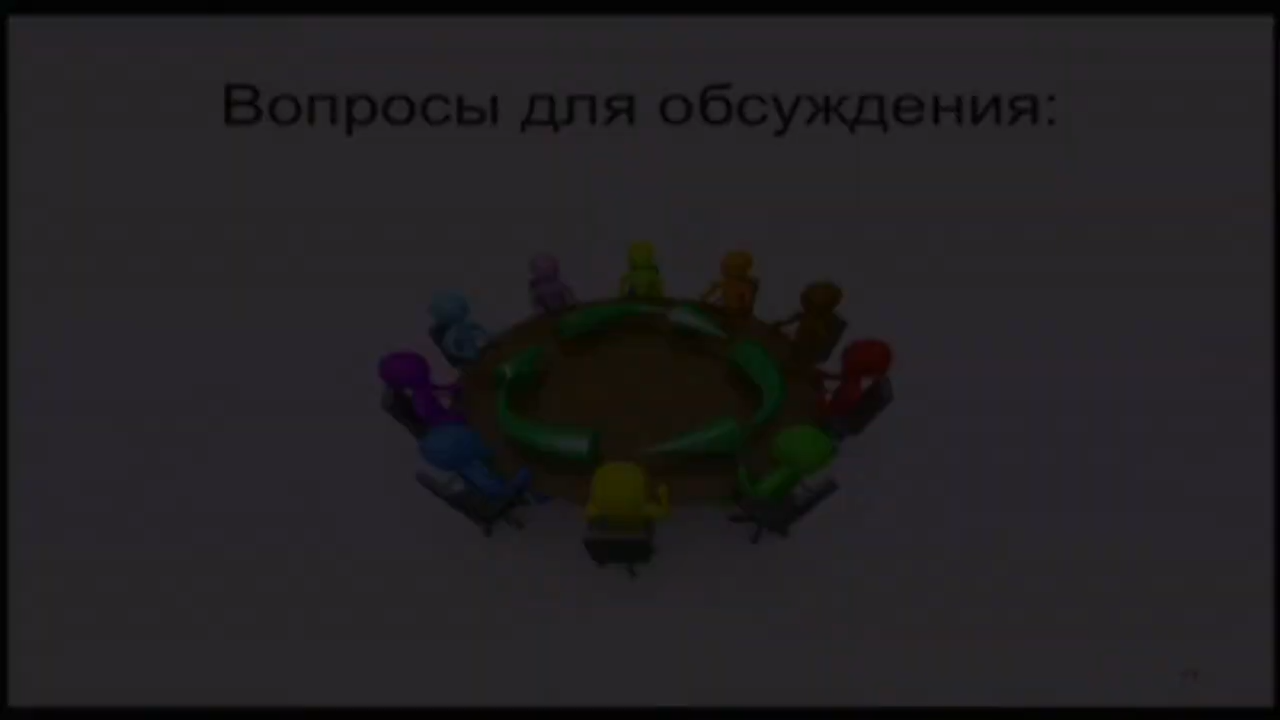 Вопросы для обсуждения: